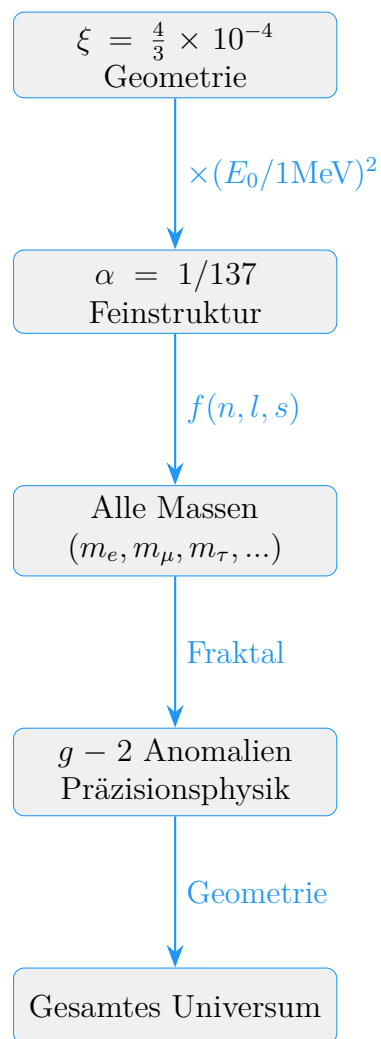 ξ = 4/3 × 10⁻⁴
Geometrie
×(E₀/1MeV)²
α = 1/137
Feinstruktur
f(n, l, s)
Alle Massen
(mₑ, m_μ, m_τ, ...)
Fraktal
g − 2 Anomalien
Präzisionsphysik
Geometrie
Gesamtes Universum